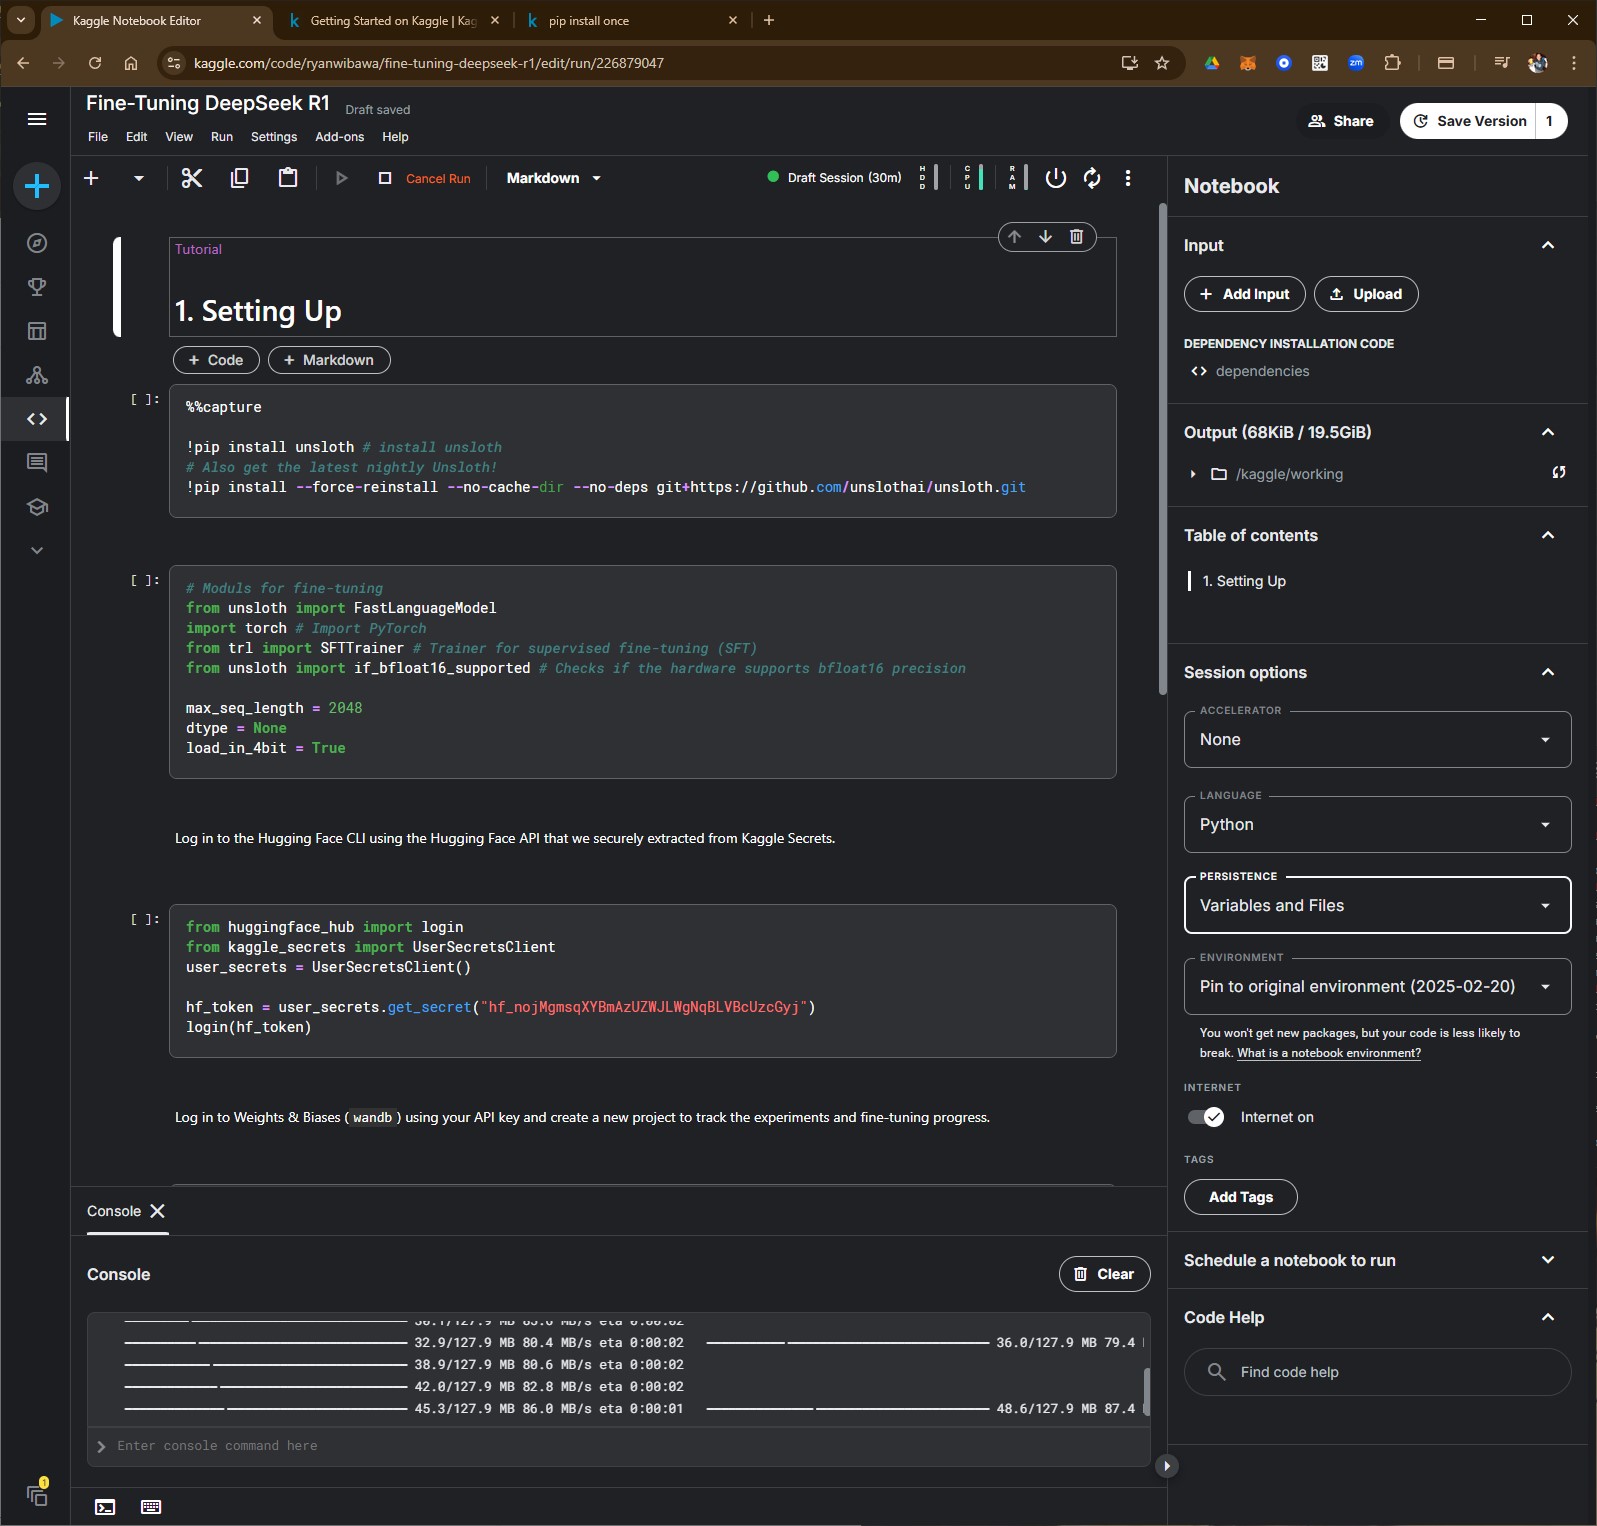 Kaggle Notebook Editor
Getting Started on Kaggle | Kag
pip install once
kaggle.com/code/ryanwibawa/fine-tuning-deepseek-r1/edit/run/226879047
Fine-Tuning DeepSeek R1 Draft saved
File Edit View Run Settings Add-ons Help
Share
Save Version 1
Cancel Run
Markdown
Draft Session (30m)
HDD
CPU
RAM
Tutorial
1. Setting Up
+ Code + Markdown
[ ]:
%%capture
!pip install unsloth # install unsloth
# Also get the latest nightly Unsloth!
!pip install --force-reinstall --no-cache-dir --no-deps git+https://github.com/unslothai/unsloth.git
[ ]:
# Moduls for fine-tuning
from unsloth import FastLanguageModel
import torch # Import PyTorch
from trl import SFTTrainer # Trainer for supervised fine-tuning (SFT)
from unsloth import if_bfloat16_supported # Checks if the hardware supports bfloat16 precision
max_seq_length = 2048
dtype = None
load_in_4bit = True
Log in to the Hugging Face CLI using the Hugging Face API that we securely extracted from Kaggle Secrets.
[ ]:
from huggingface_hub import login
from kaggle_secrets import UserSecretsClient
user_secrets = UserSecretsClient()
hf_token = user_secrets.get_secret("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")
login(hf_token)
Log in to Weights & Biases (wandb) using your API key and create a new project to track the experiments and fine-tuning progress.
Console
Console
Clear
32.9/127.9 MB 80.4 MB/s eta 0:00:02 36.0/127.9 MB 79.4
38.9/127.9 MB 80.6 MB/s eta 0:00:02
42.0/127.9 MB 82.8 MB/s eta 0:00:02
45.3/127.9 MB 86.0 MB/s eta 0:00:01 48.6/127.9 MB 87.4
Enter console command here
Notebook
Input
+ Add Input
Upload
DEPENDENCY INSTALLATION CODE
<> dependencies
Output (68KiB / 19.5GiB)
/kaggle/working
Table of contents
1. Setting Up
Session options
ACCELERATOR
None
LANGUAGE
Python
PERSISTENCE
Variables and Files
ENVIRONMENT
Pin to original environment (2025-02-20)
You won't get new packages, but your code is less likely to
break. What is a notebook environment?
INTERNET
Internet on
TAGS
Add Tags
Schedule a notebook to run
Code Help
Find code help
1